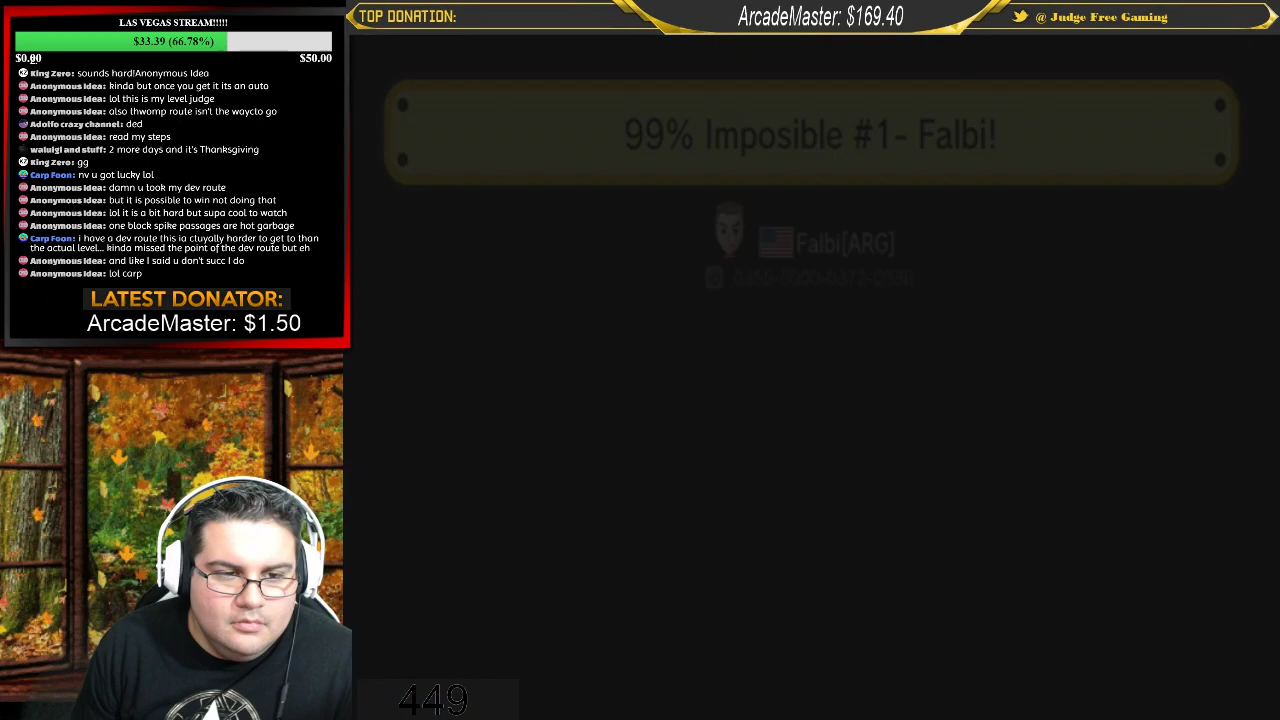 LAS VEGAS STREAM!!!!!
$33.39 (66.78%)
$0.00 $50.00
King Zero: sounds hard!Anonymous Idea
Anonymous Idea: kinda but once you get it its an auto
Anonymous Idea: lol this is my level judge
Anonymous Idea: also thwomp route isn't the waycto go
Adolfo crazy channel: ded
Anonymous Idea: read my steps
waluigi and stuff: 2 more days and it's Thanksgiving
King Zero: gg
Carp Foon: nv u got lucky lol
Anonymous Idea: damn u took my dev route
Anonymous Idea: but it is possible to win not doing that
Anonymous Idea: lol it is a bit hard but supa cool to watch
Anonymous Idea: one block spike passages are hot garbage
Carp Foon: i have a dev route this ia ctuyally harder to get to than
the actual level... kinda missed the point of the dev route but eh
Anonymous Idea: and like I said u don't succ I do
Anonymous Idea: lol carp
LATEST DONATOR:
ArcadeMaster: $1.50
TOP DONATION:
ArcadeMaster: $169.40
@ Judge Free Gaming
99% Imposible #1- Falbi!
Falbi[ARG]
449